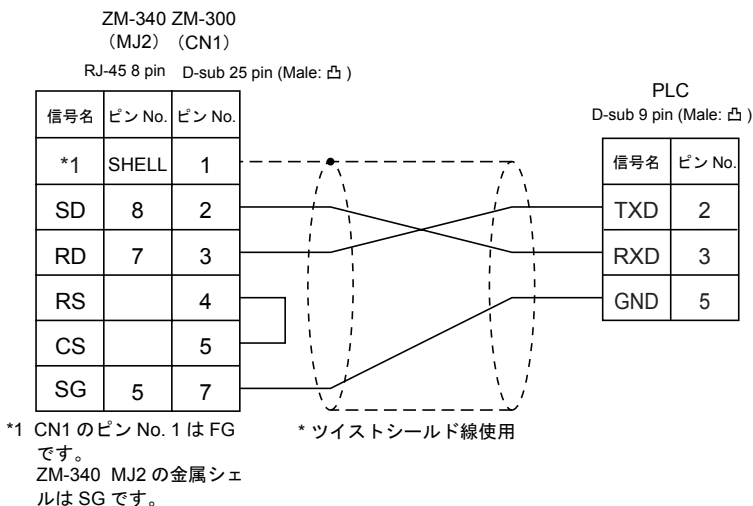 ZM-340 ZM-300
（MJ2）（CN1）
RJ-45 8 pin D-sub 25 pin (Male: 凸 )
信号名 ピン No. ピン No.
*1 SHELL 1
SD 8 2
RD 7 3
RS 4
CS 5
SG 5 7
PLC
D-sub 9 pin (Male: 凸 )
信号名 ピン No.
TXD 2
RXD 3
GND 5
*1 CN1 のピン No. 1 は FG
です。
ZM-340 MJ2 の金属シェ
ルは SG です。
* ツイストシールド線使用